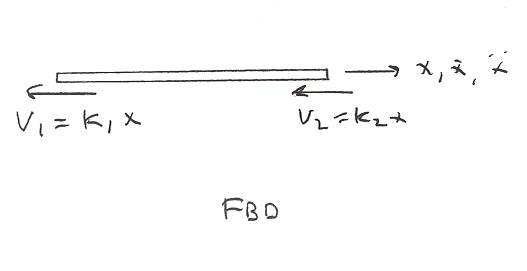 x, ẋ, ẍ
V₁ = K₁ x
V₂ = K₂ x
FBD